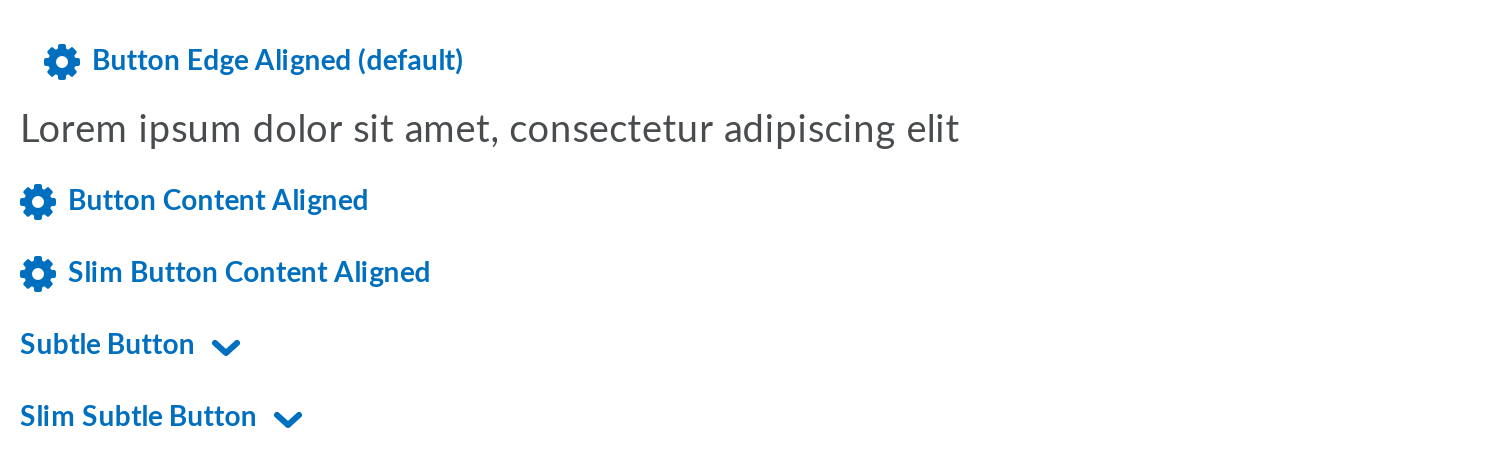 Button Edge Aligned (default)
Lorem ipsum dolor sit amet, consectetur adipiscing elit
Button Content Aligned
Slim Button Content Aligned
Subtle Button
Slim Subtle Button